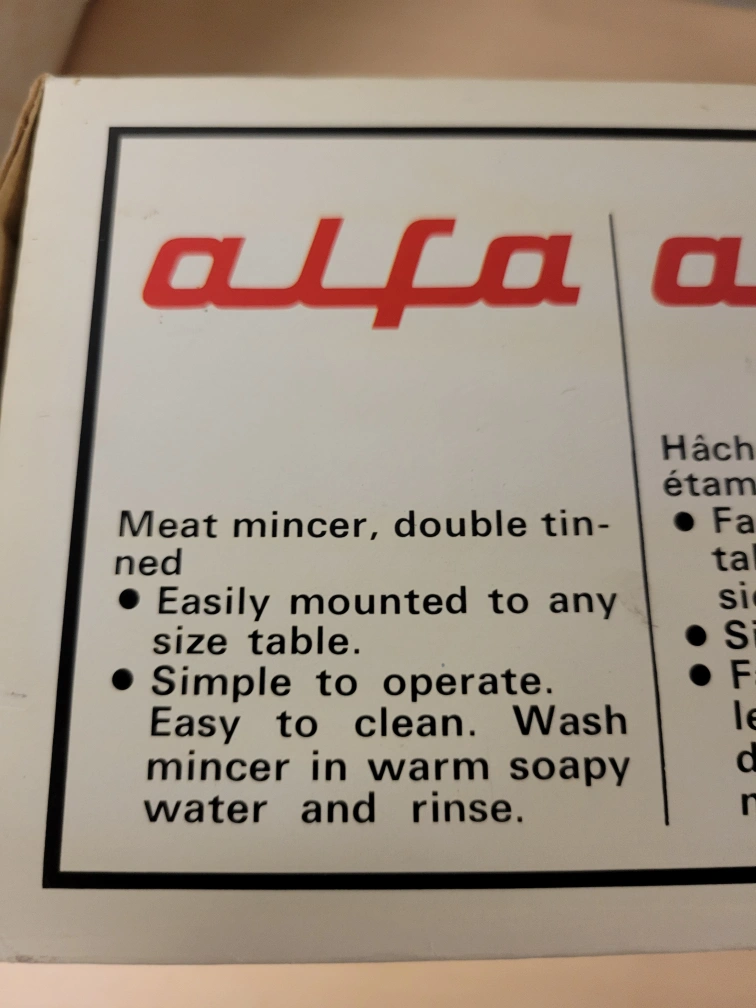 alfa
Meat mincer, double tin-
ned
● Easily mounted to any
size table.
● Simple to operate.
Easy to clean. Wash
mincer in warm soapy
water and rinse.